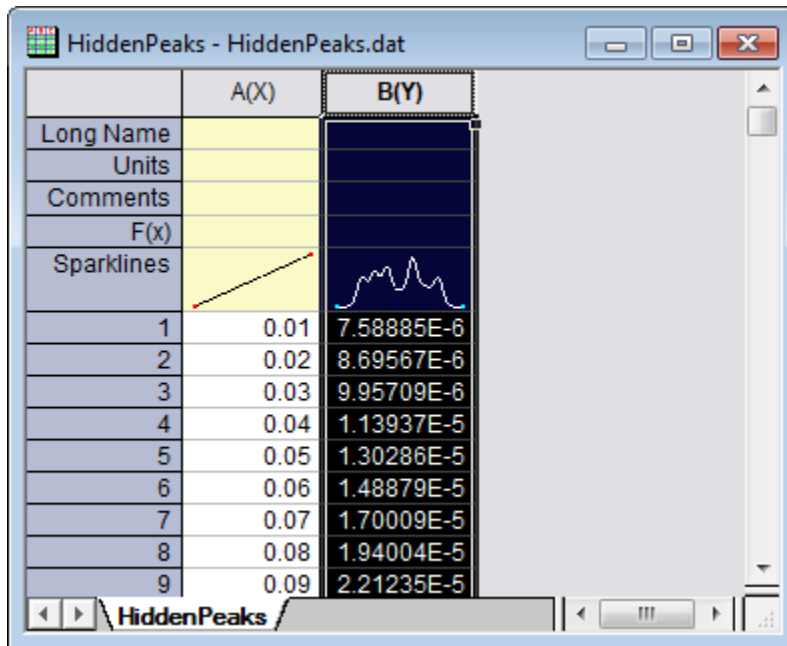 HiddenPeaks - HiddenPeaks.dat
A(X) B(Y)
Long Name
Units
Comments
F(x)
Sparklines
1 0.01 7.58885E-6
2 0.02 8.69567E-6
3 0.03 9.95709E-6
4 0.04 1.13937E-5
5 0.05 1.30286E-5
6 0.06 1.48879E-5
7 0.07 1.70009E-5
8 0.08 1.94004E-5
9 0.09 2.21235E-5
HiddenPeaks